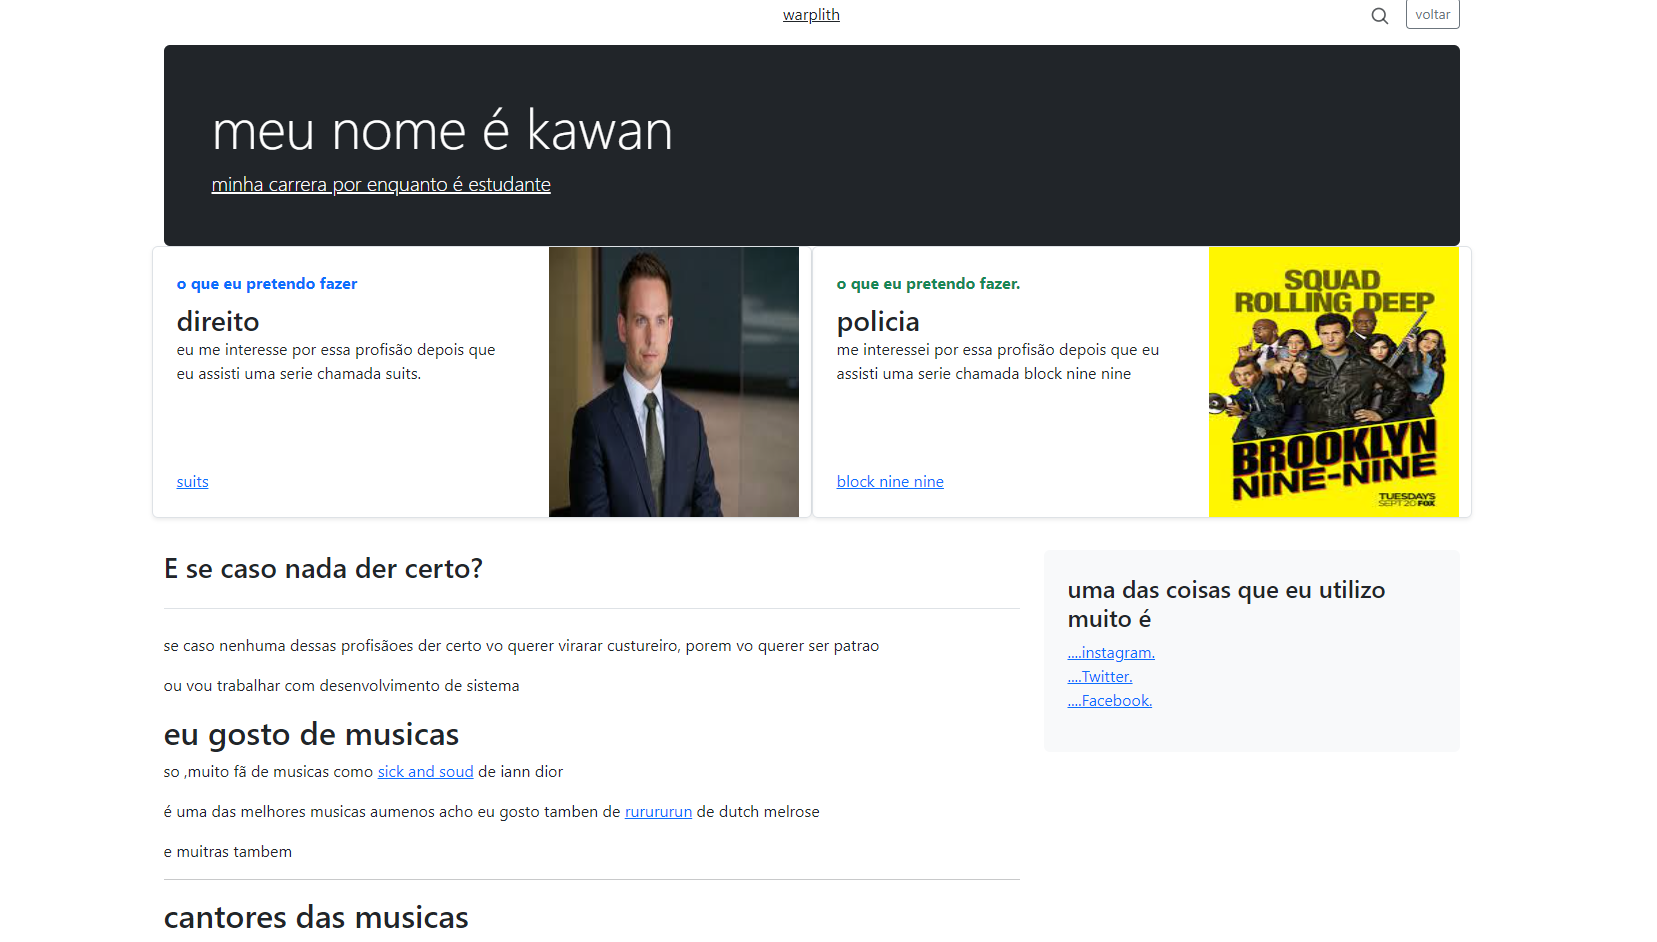 warplith
voltar
meu nome é kawan
minha carrera por enquanto é estudante
o que eu pretendo fazer
direito
eu me interesse por essa profisão depois que
eu assisti uma serie chamada suits.
suits
o que eu pretendo fazer.
policia
me interessei por essa profisão depois que eu
assisti uma serie chamada block nine nine
block nine nine
SQUAD
ROLLING DEEP
BROOKLYN
NINE-NINE
TUESDAYS
SEPT 20 FOX
E se caso nada der certo?
se caso nenhuma dessas profisãoes der certo vo querer virarar custureiro, porem vo querer ser patrao
ou vou trabalhar com desenvolvimento de sistema
eu gosto de musicas
so ,muito fã de musicas como sick and soud de iann dior
é uma das melhores musicas aumenos acho eu gosto tamben de rurururun de dutch melrose
e muitras tambem
cantores das musicas
uma das coisas que eu utilizo
muito é
....instagram.
....Twitter.
....Facebook.